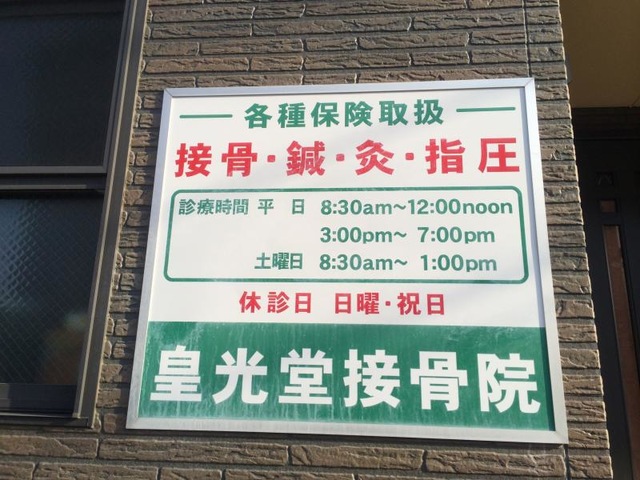 各種保険取扱
接骨・鍼・灸・指圧
診療時間 平 日 8:30am～12:00noon
3:00pm～ 7:00pm
土曜日 8:30am～ 1:00pm
休診日 日曜・祝日
皇光堂接骨院